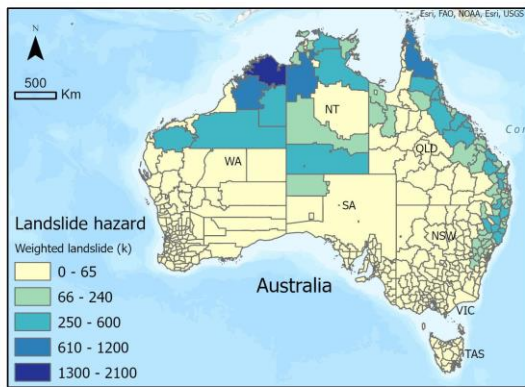 Esri, FAO, NOAA, Esri, USGS
N
500
Km
NT
QLD
WA
SA
NSW
Landslide hazard
Weighted landslide (k)
0 - 65
66 - 240
250 - 600
610 - 1200
1300 - 2100
Australia
VIC
TAS